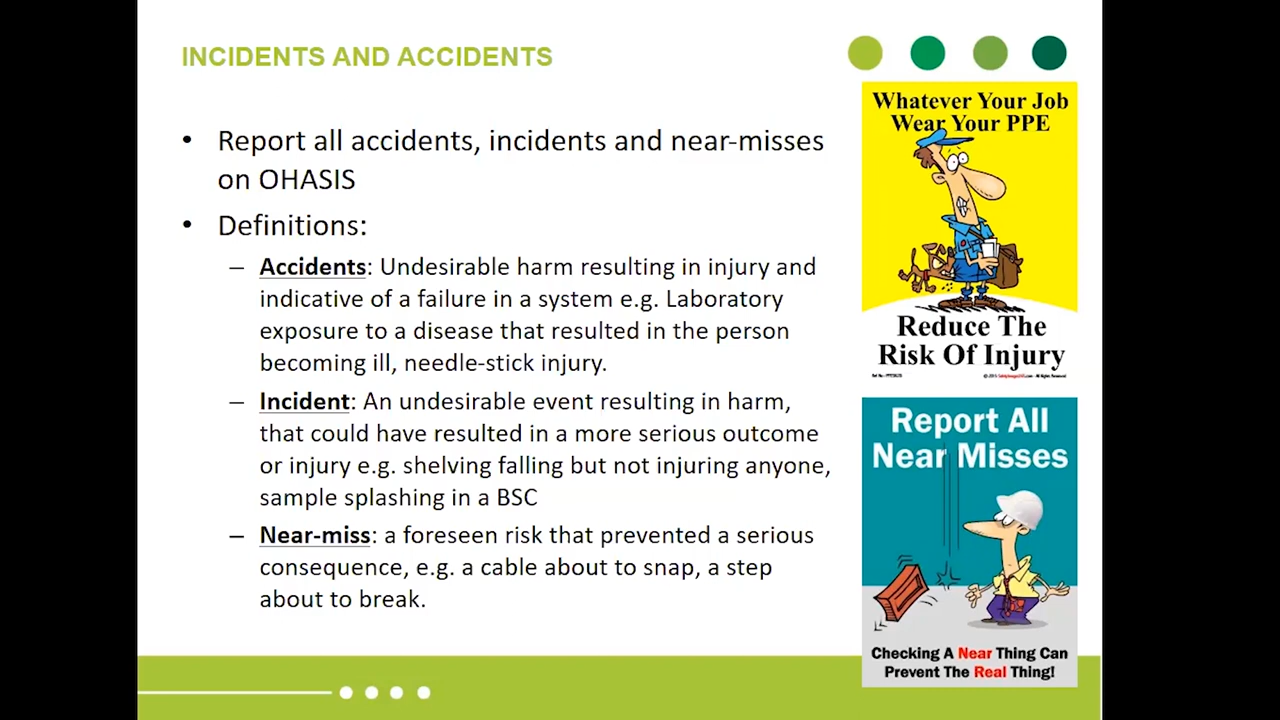 INCIDENTS AND ACCIDENTS
• Report all accidents, incidents and near-misses
on OHASIS
• Definitions:
– Accidents: Undesirable harm resulting in injury and
indicative of a failure in a system e.g. Laboratory
exposure to a disease that resulted in the person
becoming ill, needle-stick injury.
– Incident: An undesirable event resulting in harm,
that could have resulted in a more serious outcome
or injury e.g. shelving falling but not injuring anyone,
sample splashing in a BSC
– Near-miss: a foreseen risk that prevented a serious
consequence, e.g. a cable about to snap, a step
about to break.
Whatever Your Job
Wear Your PPE
Reduce The
Risk Of Injury
Report All
Near Misses
Checking A Near Thing Can
Prevent The Real Thing!